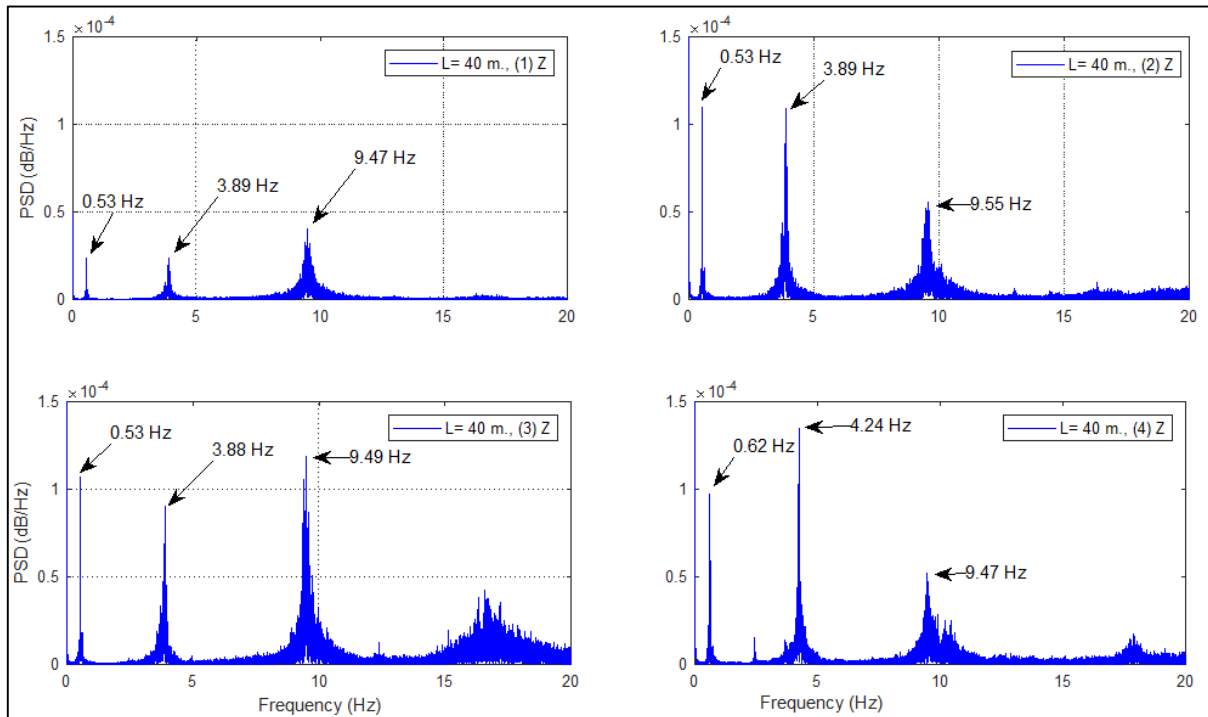 ×10⁻⁴
1.5
1
0.5
0
PSD (dB/Hz)
L= 40 m., (1) Z
0.53 Hz
3.89 Hz
9.47 Hz
0 5 10 15 20
×10⁻⁴
1.5
1
0.5
0
L= 40 m., (2) Z
0.53 Hz
3.89 Hz
9.55 Hz
0 5 10 15 20
×10⁻⁴
1.5
1
0.5
0
PSD (dB/Hz)
L= 40 m., (3) Z
0.53 Hz
3.88 Hz
9.49 Hz
0 5 10 15 20
Frequency (Hz)
×10⁻⁴
1.5
1
0.5
0
L= 40 m., (4) Z
4.24 Hz
0.62 Hz
9.47 Hz
0 5 10 15 20
Frequency (Hz)